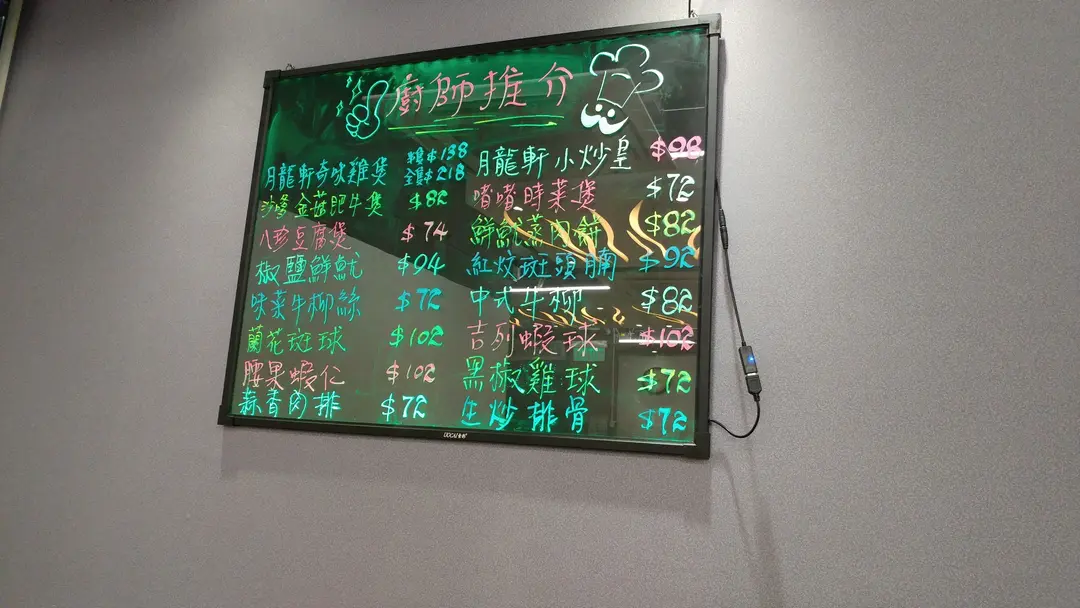 廚師推介
月龍軒奇味雞煲 半隻 $138
全隻 $218
沙爹金菇肥牛煲 $82
八珍豆腐煲 $74
椒鹽鮮魷 $94
味菜牛柳絲 $72
蘭花斑球 $102
腰果蝦仁 $102
蒜香肉排 $72
月龍軒小炒皇 $98
啫啫時菜煲 $72
鮮魷蒸肉餅 $82
紅炆斑頭腩 $92
中式牛柳 $82
吉列蝦球 $102
黑椒雞球 $72
生炒排骨 $72